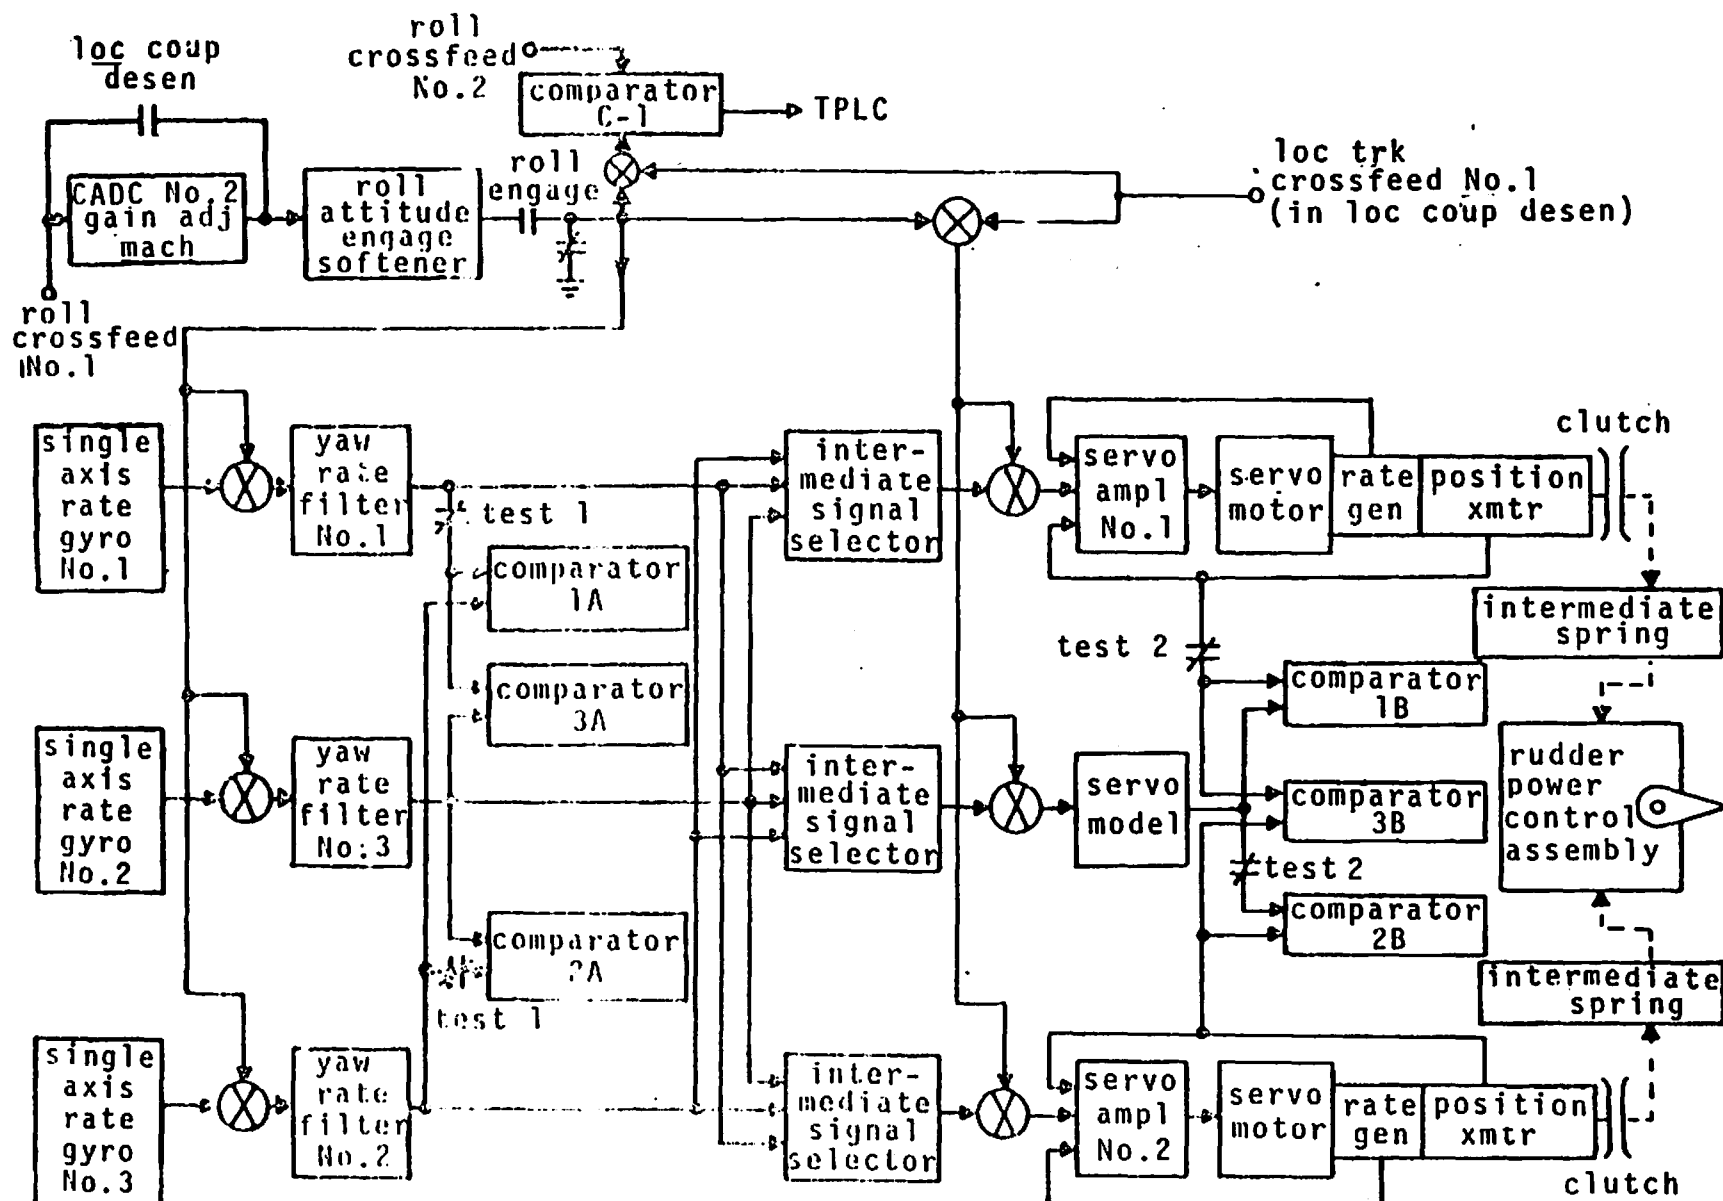 loc coup
desen
roll
crossfeed
No.2
comparator
C-1
TPLC
CADC No.2
gain adj
mach
roll
attitude
engage
softener
roll
engage
loc trk
crossfeed No.1
(in loc coup desen)
roll
crossfeed
No.1
single
axis
rate
gyro
No.1
yaw
rate
filter
No.1
test 1
comparator
1A
comparator
3A
inter-
mediate
signal
selector
servo
ampl
No.1
servo
motor
rate
gen
position
xmtr
clutch
intermediate
spring
test 2
comparator
1B
single
axis
rate
gyro
No.2
yaw
rate
filter
No:3
inter-
mediate
signal
selector
servo
model
comparator
3B
test 2
comparator
2B
rudder
power
control
assembly
comparator
2A
test 1
intermediate
spring
single
axis
rate
gyro
No.3
yaw
rate
filter
No.2
inter-
mediate
signal
selector
servo
ampl
No.2
servo
motor
rate
gen
position
xmtr
clutch